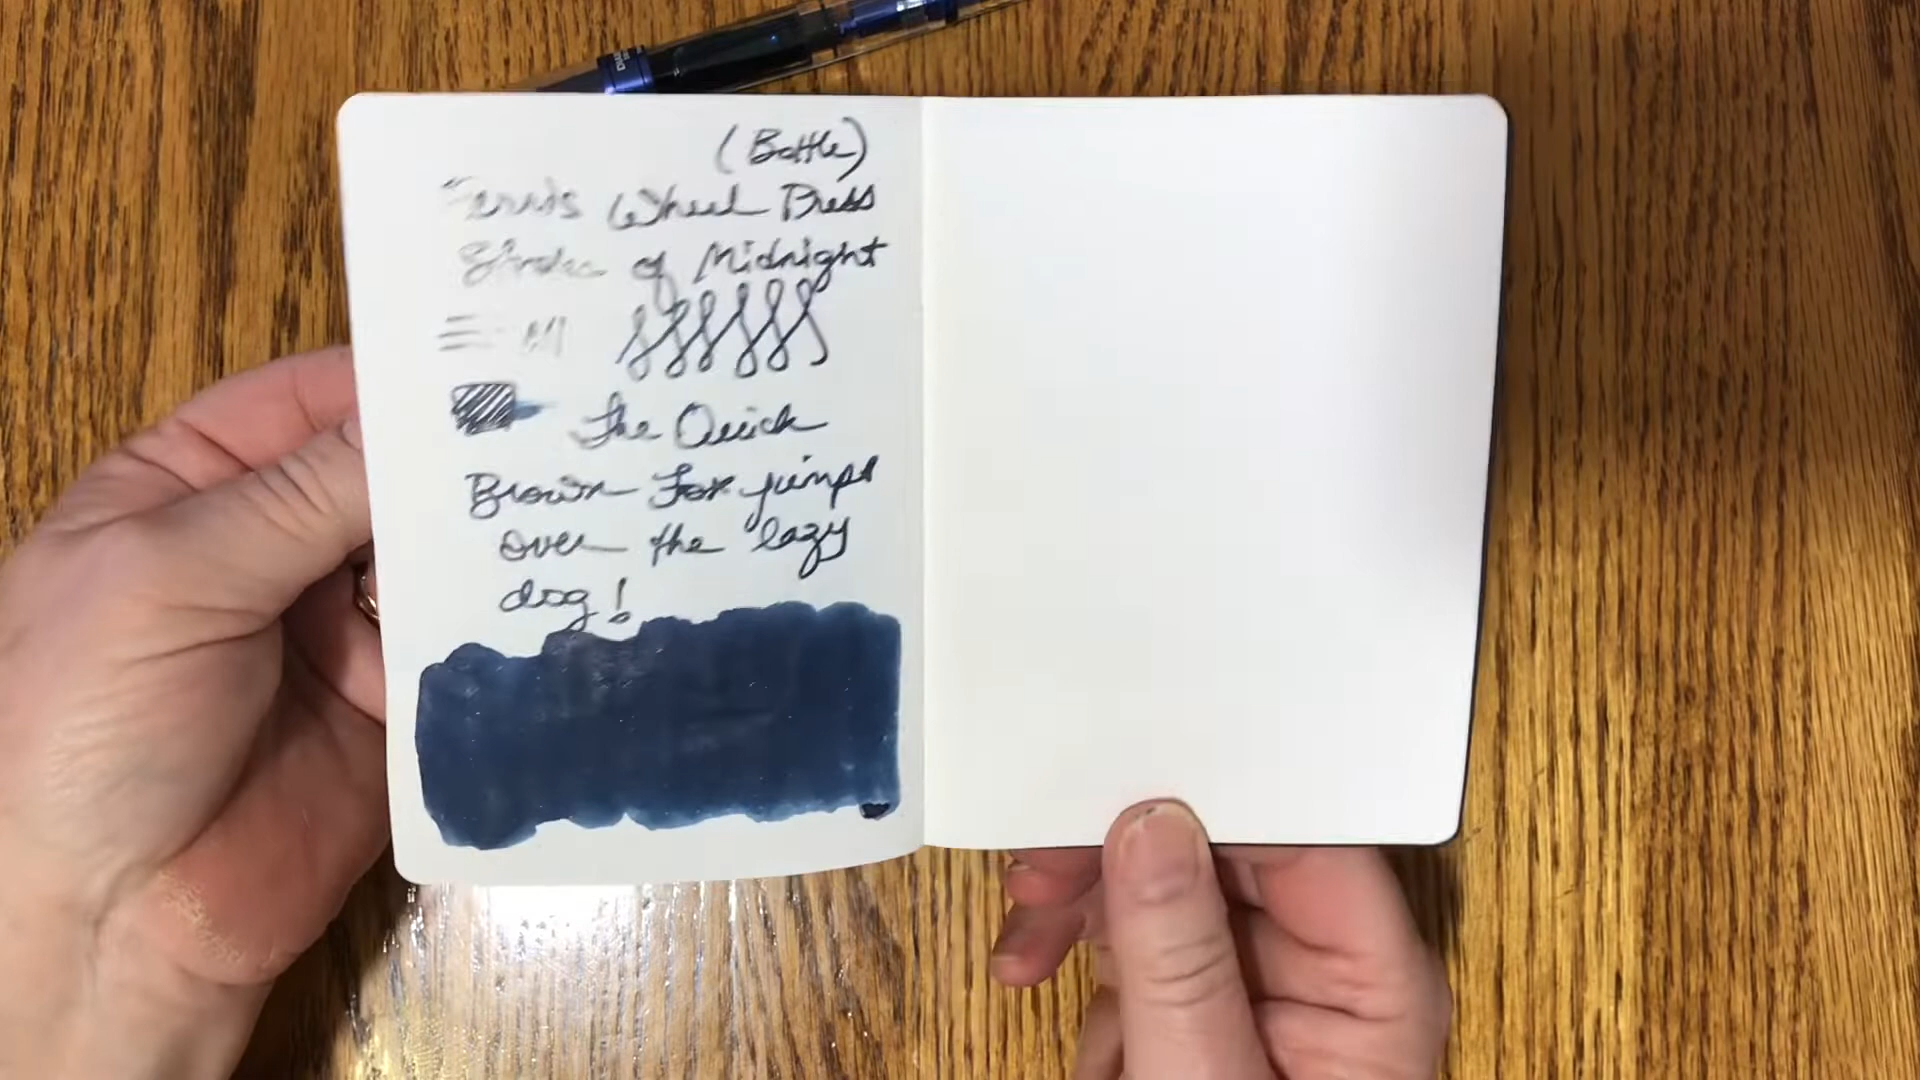 (Bottle)
Ferris Wheel Press
Stroke of Midnight
The Quick
Brown Fox jumps
over the lazy
dog!